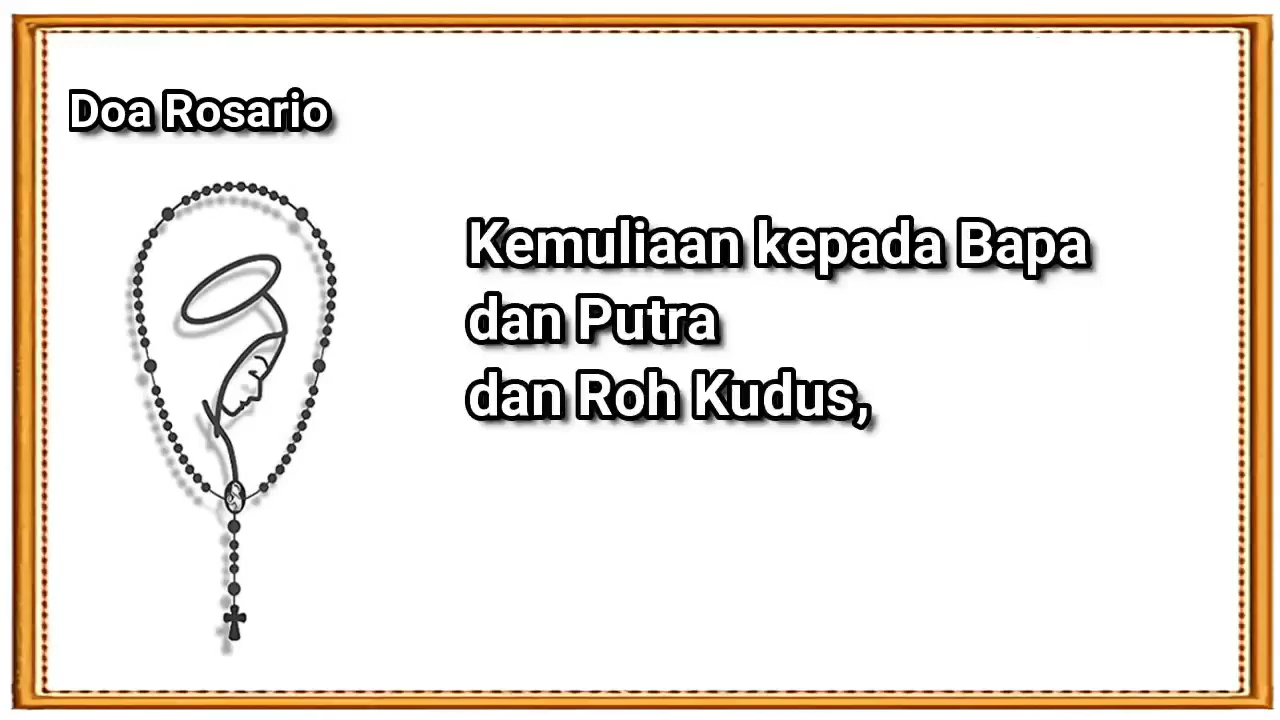 Doa Rosario
Kemuliaan kepada Bapa
dan Putra
dan Roh Kudus,